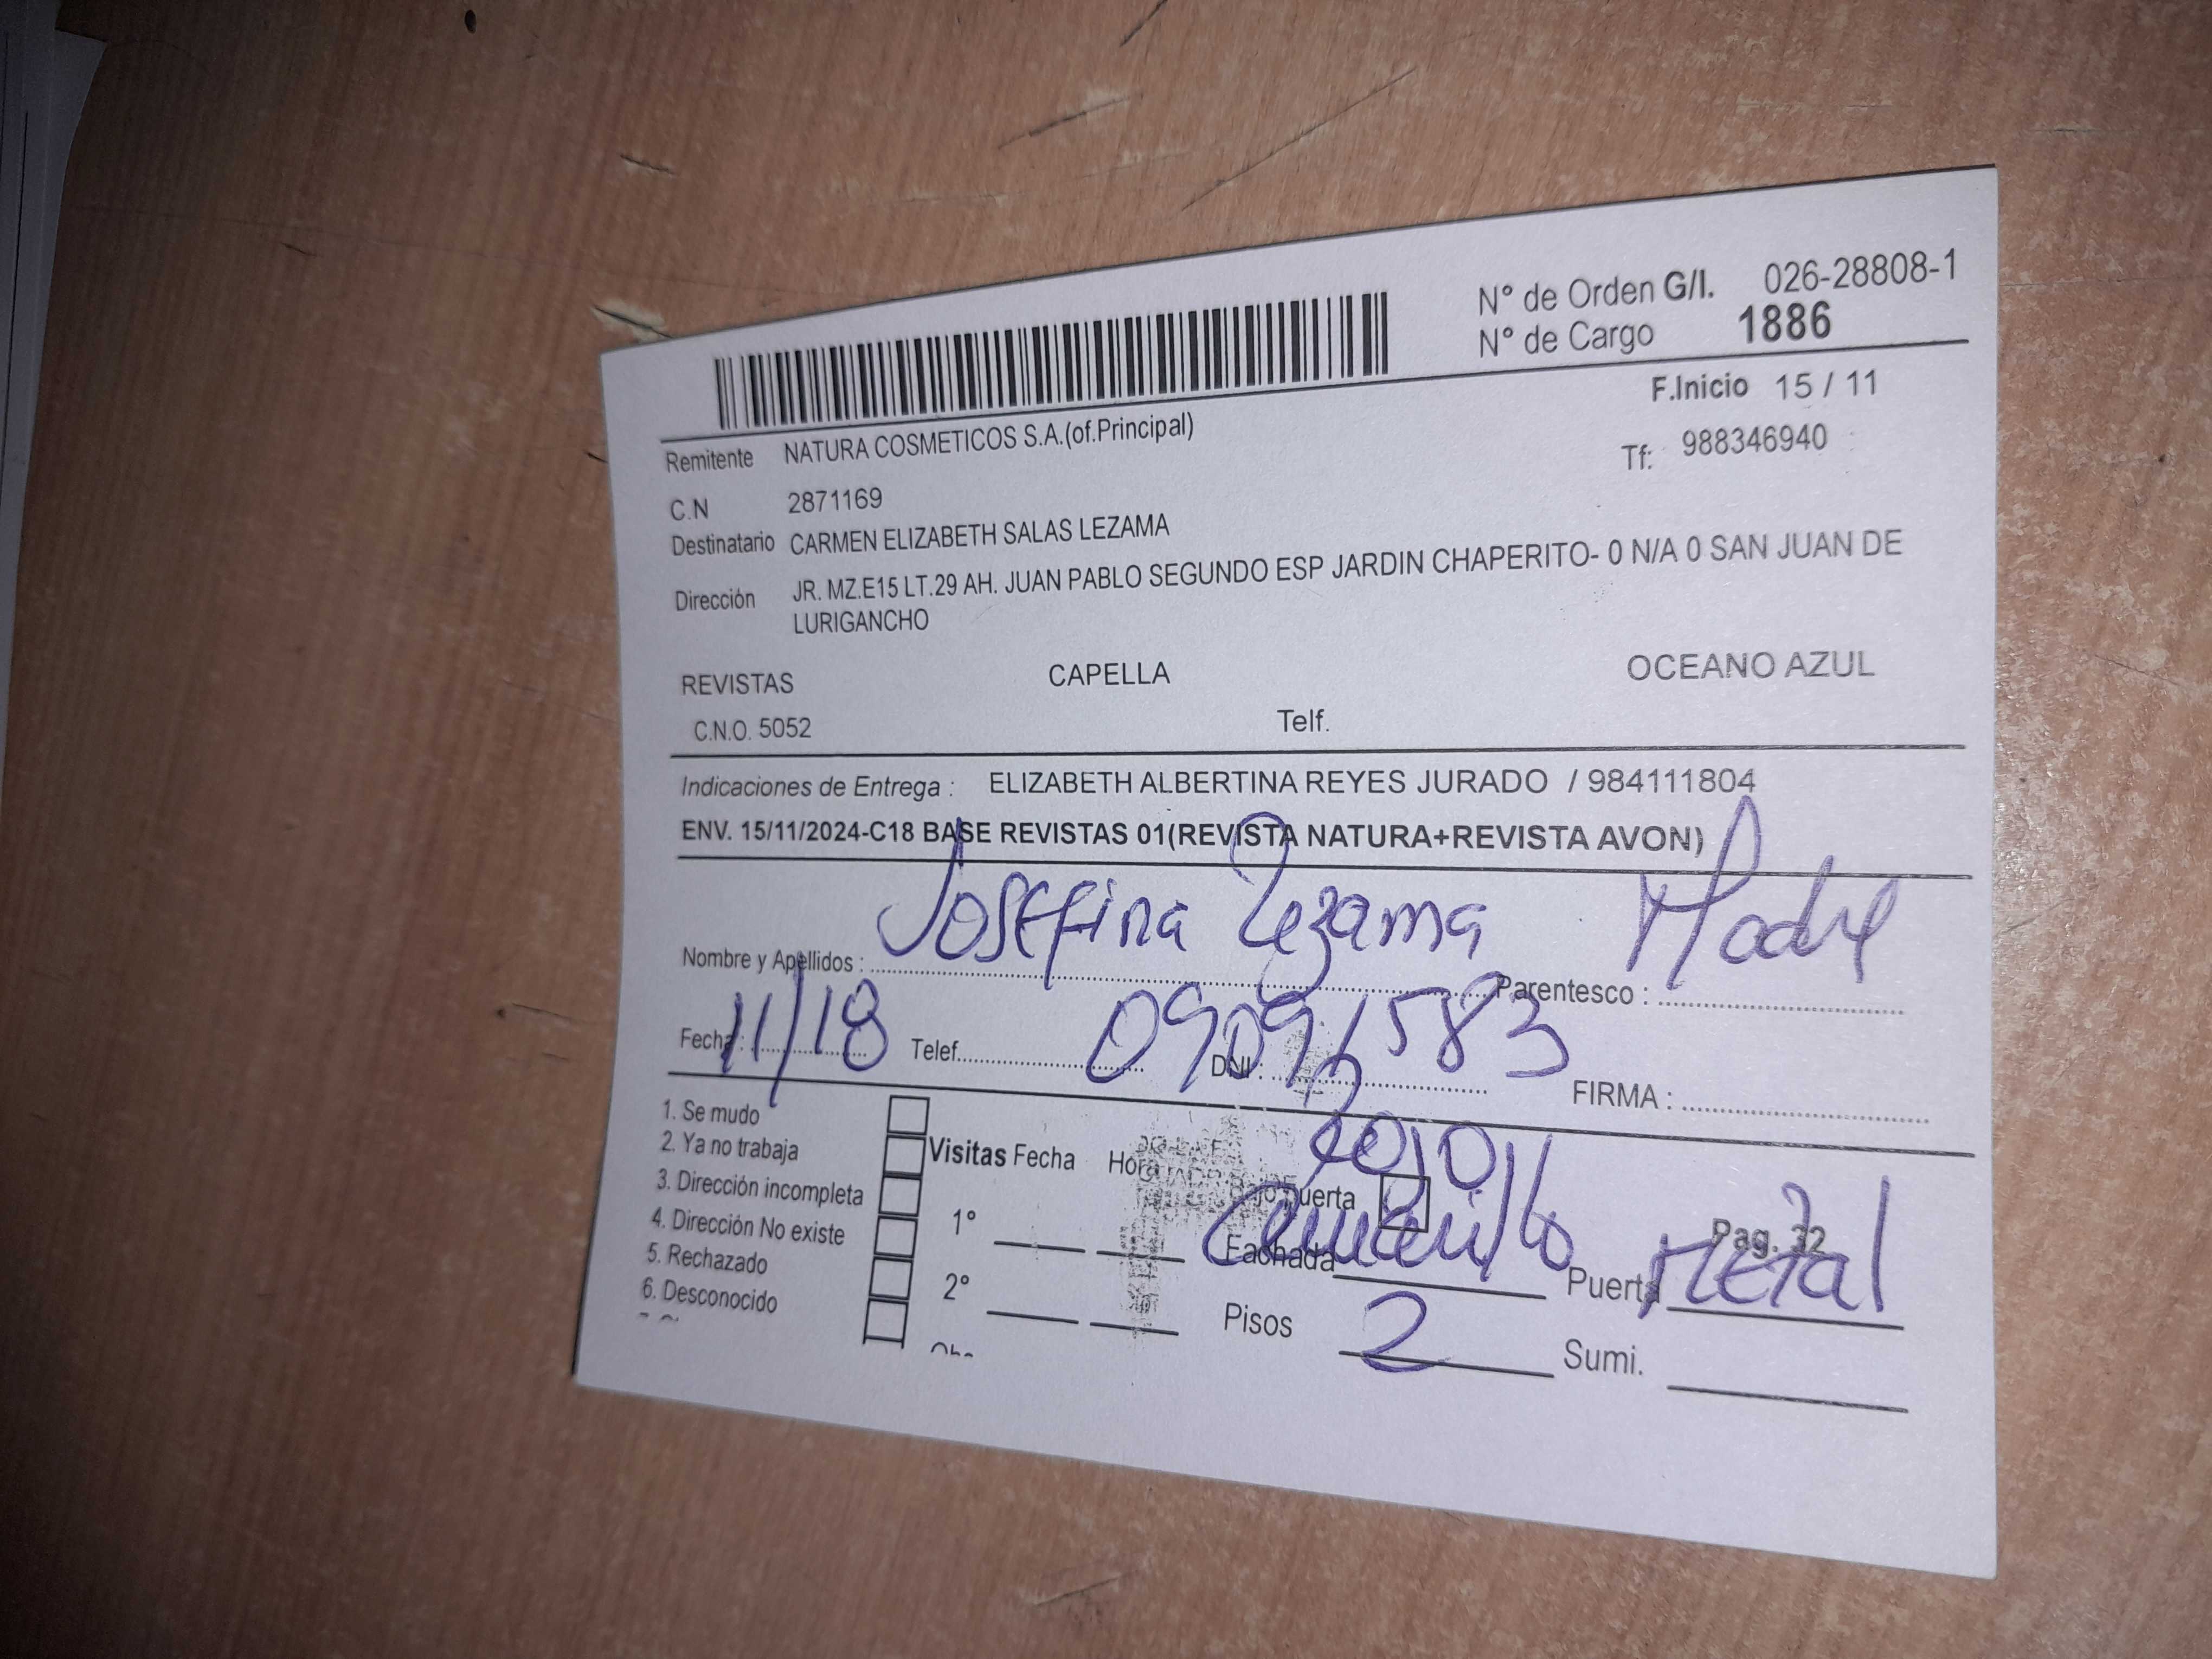 N° de Orden G/I. 026-28808-1
N° de Cargo 1886
F.Inicio 15 / 11
Remitente NATURA COSMETICOS S.A.(of.Principal)
Tf: 988346940
C.N 2871169
Destinatario CARMEN ELIZABETH SALAS LEZAMA
Dirección JR. MZ.E15 LT.29 AH. JUAN PABLO SEGUNDO ESP JARDIN CHAPERITO- 0 N/A 0 SAN JUAN DE
LURIGANCHO
REVISTAS CAPELLA OCEANO AZUL
C.N.O. 5052 Telf.
Indicaciones de Entrega : ELIZABETH ALBERTINA REYES JURADO / 984111804
ENV. 15/11/2024-C18 BASE REVISTAS 01(REVISTA NATURA+REVISTA AVON)
Nombre y Apellidos : Josefina Lezama Parentesco : Madre
Fecha : 11/18 Telef. DNI : 09091583 FIRMA :
1. Se mudo
2. Ya no trabaja
3. Dirección incompleta
4. Dirección No existe
5. Rechazado
6. Desconocido
Visitas Fecha Hora Puerta
rojo
1° Fachada amarillo Puerta Metal
Pag. 32
2° Pisos 2 Sumi.